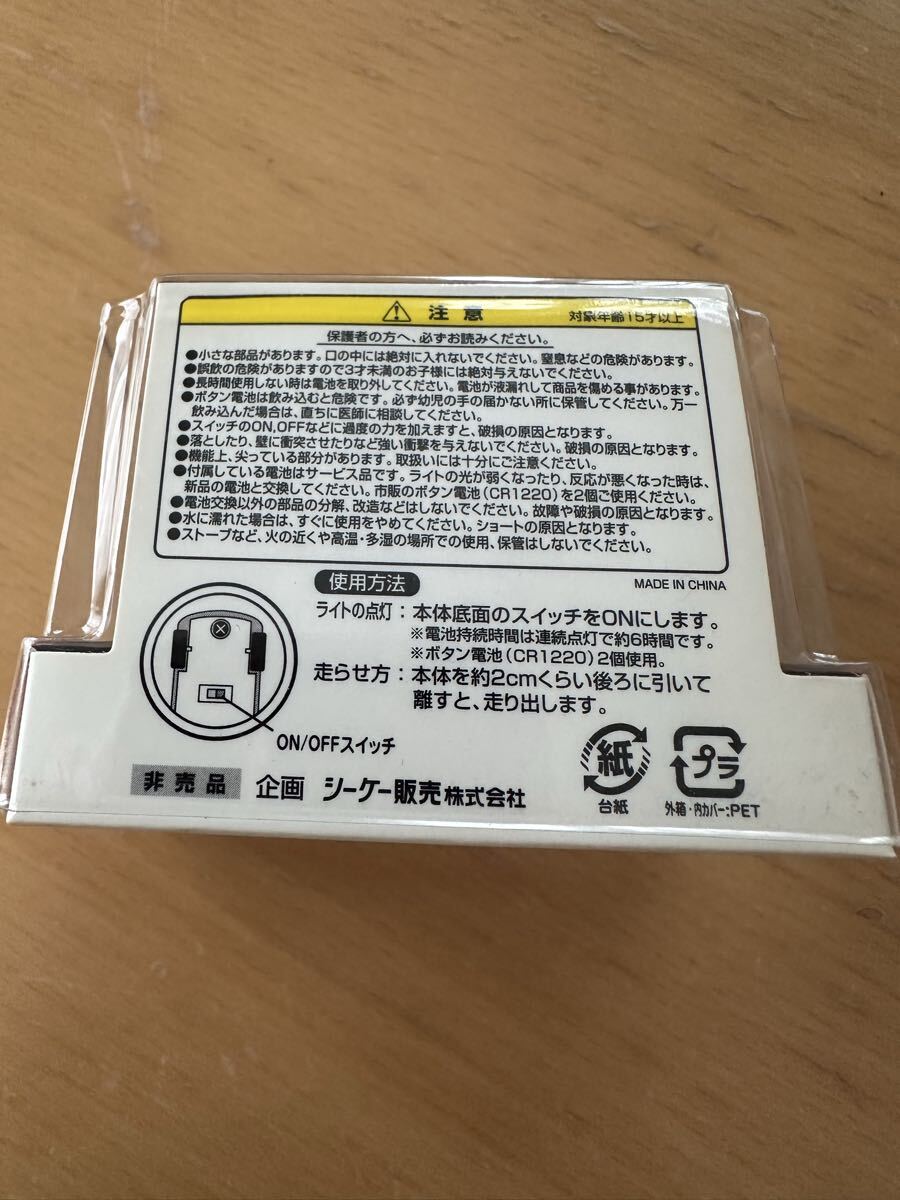 ⚠ 注意 対象年齢15才以上
保護者の方へ、必ずお読みください。
●小さな部品があります。口の中には絶対に入れないでください。窒息などの危険があります。
●誤飲の危険がありますので3才未満のお子様には絶対与えないでください。
●長時間使用しない時は電池を取り外してください。電池が液漏れして商品を傷める事があります。
●ボタン電池は飲み込むと危険です。必ず幼児の手の届かない所に保管してください。万一
飲み込んだ場合は、直ちに医師に相談してください。
●スイッチのON,OFFなどに過度の力を加えますと、破損の原因となります。
●落としたり、壁に衝突させたりなど強い衝撃を与えないでください。破損の原因となります。
●機能上、尖っている部分があります。取扱いには十分にご注意ください。
●付属している電池はサービス品です。ライトの光が弱くなったり、反応が悪くなった時は、
新品の電池と交換してください。市販のボタン電池(CR1220)を2個ご使用ください。
●電池交換以外の部品の分解、改造などはしないでください。故障や破損の原因となります。
●水に濡れた場合は、すぐに使用をやめてください。ショートの原因となります。
●ストーブなど、火の近くや高温・多湿の場所での使用、保管はしないでください。
MADE IN CHINA
使用方法
ライトの点灯：本体底面のスイッチをONにします。
※電池持続時間は連続点灯で約6時間です。
※ボタン電池(CR1220)2個使用。
走らせ方：本体を約2cmくらい後ろに引いて
離すと、走り出します。
ON/OFFスイッチ
非売品 企画 シーケー販売株式会社
紙
台紙
プラ
外箱・内カバー:PET